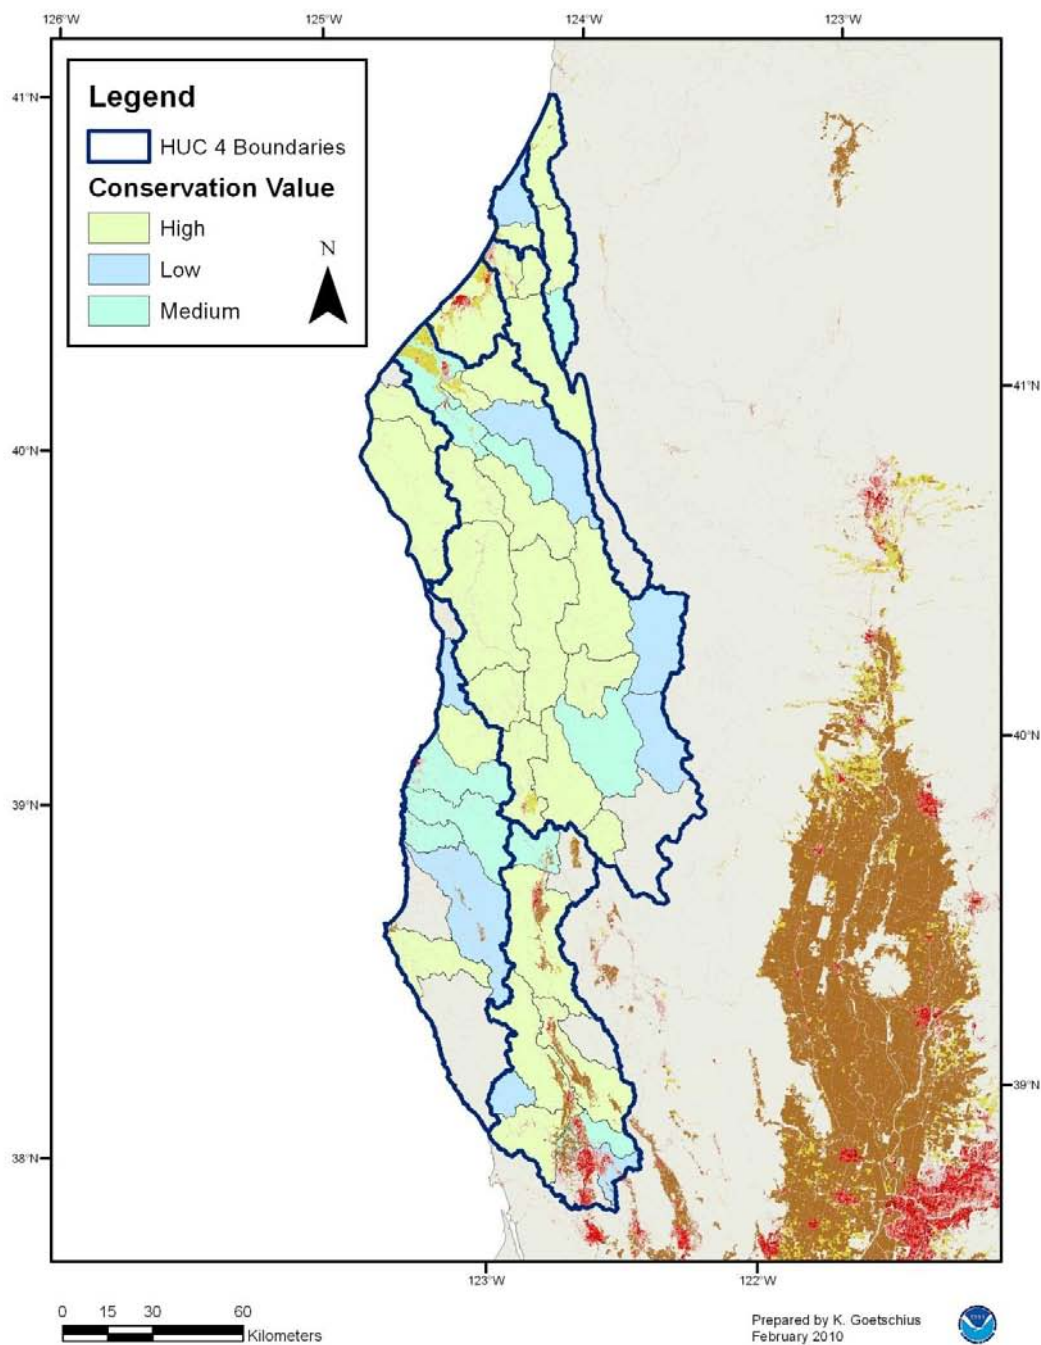 126°W 125°W 124°W 123°W
41°N
Legend
HUC 4 Boundaries
Conservation Value
High
N
Low
Medium
41°N
40°N
40°N
39°N
39°N
38°N
123°W 122°W
0 15 30 60
Kilometers
Prepared by K. Goetschius
February 2010